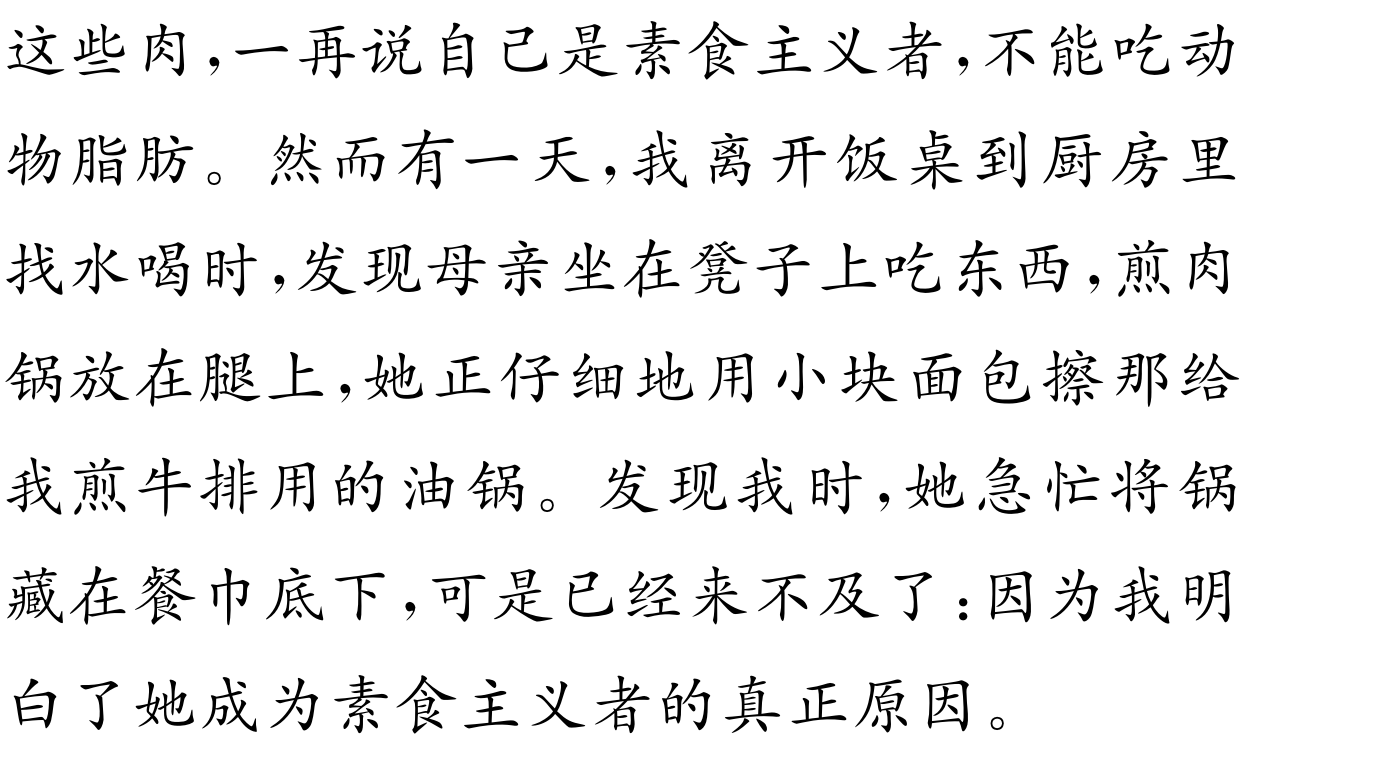 这些肉，一再说自己是素食主义者，不能吃动
物脂肪。然而有一天，我离开饭桌到厨房里
找水喝时，发现母亲坐在凳子上吃东西，煎肉
锅放在腿上，她正仔细地用小块面包擦那给
我煎牛排用的油锅。发现我时，她急忙将锅
藏在餐巾底下，可是已经来不及了：因为我明
白了她成为素食主义者的真正原因。